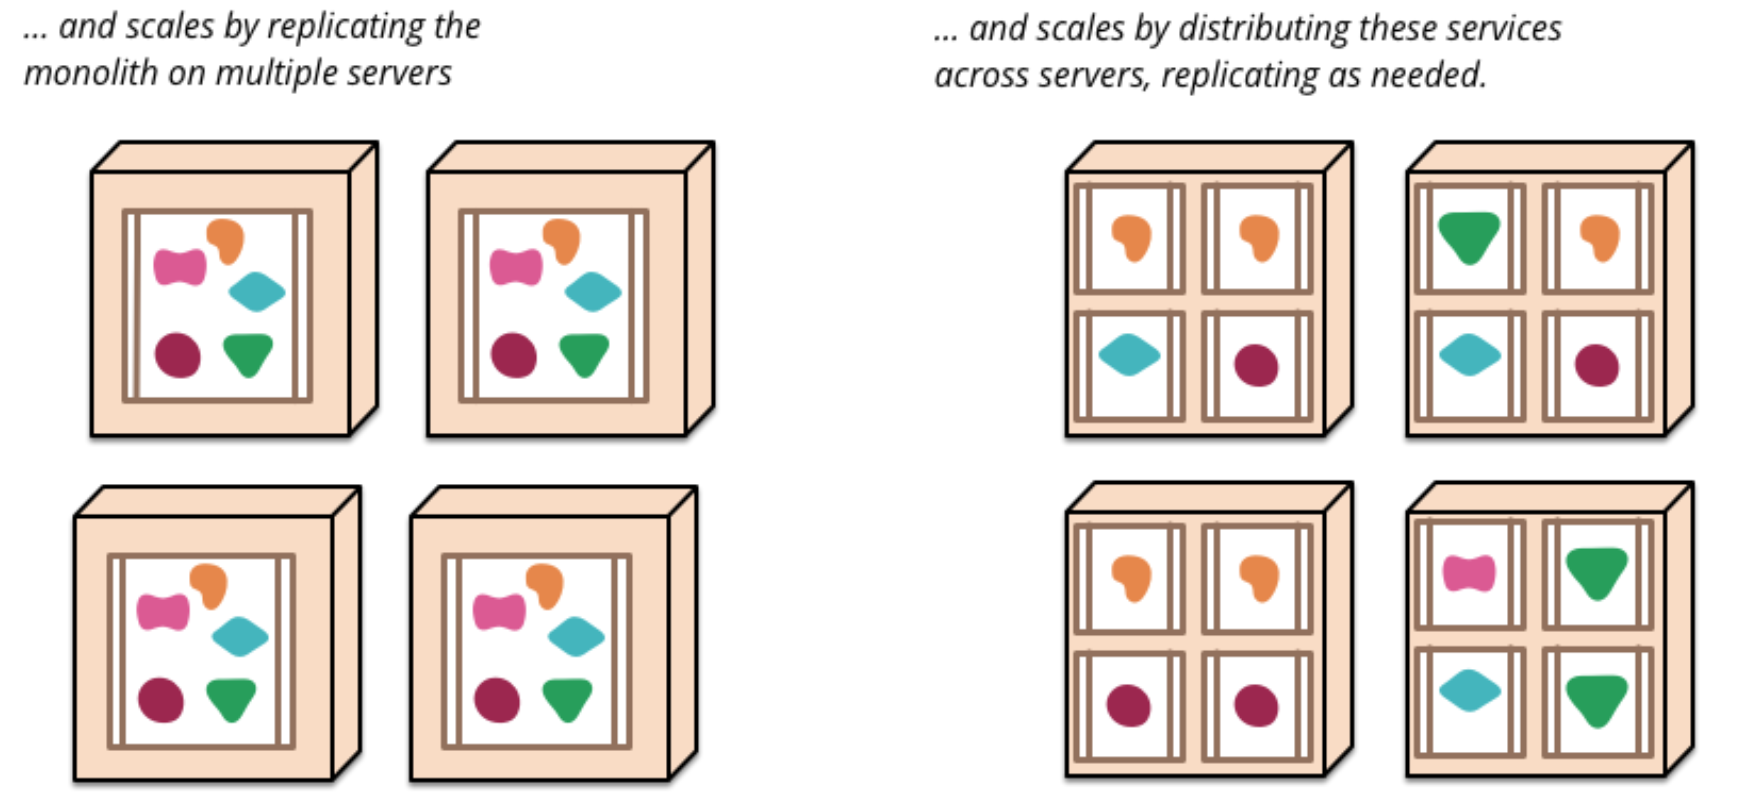 ... and scales by replicating the
monolith on multiple servers
... and scales by distributing these services
across servers, replicating as needed.